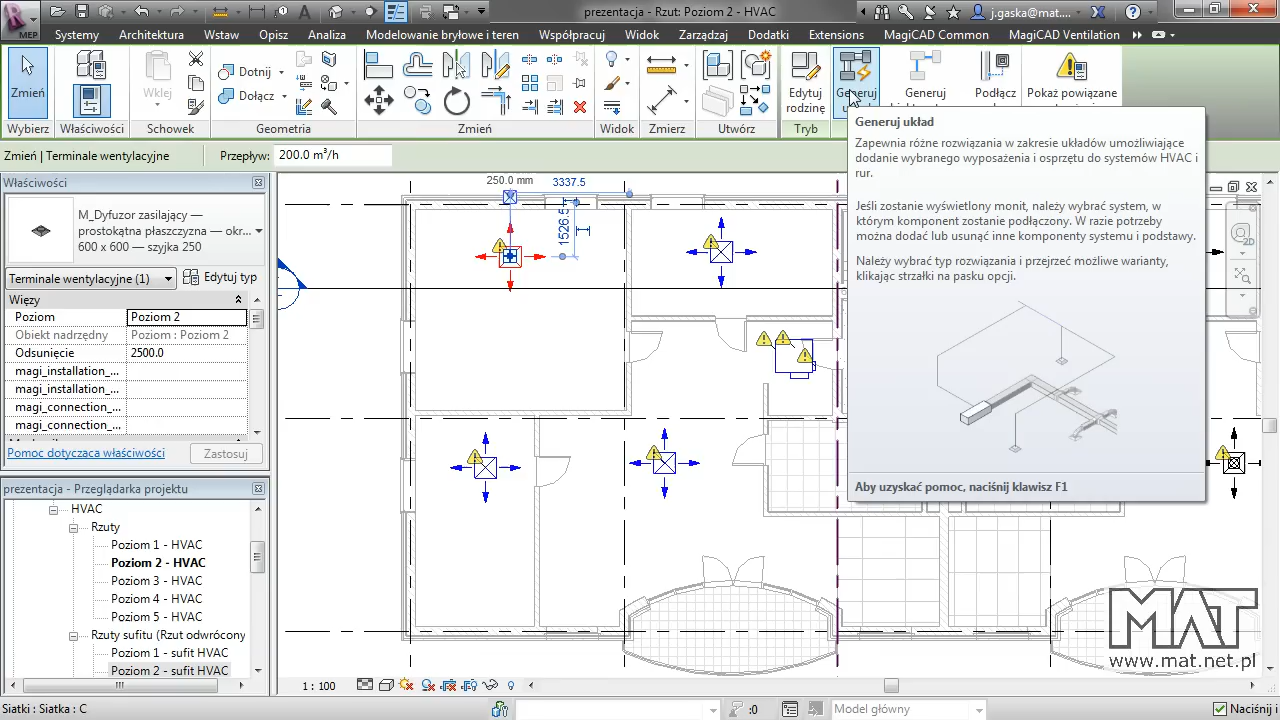 prezentacja - Rzut: Poziom 2 - HVAC
j.gaska@mat....
MEP
Systemy
Architektura
Wstaw
Opisz
Analiza
Modelowanie bryłowe i teren
Współpracuj
Widok
Zarządzaj
Dodatki
Extensions
MagiCAD Common
MagiCAD Ventilation
Zmień
Wklej
Dotnij
Dołącz
Edytuj
rodzinę
Generuj
Generuj
Podłącz
Pokaż powiązane
Wybierz
Właściwości
Schowek
Geometria
Zmień
Widok
Zmierz
Utwórz
Tryb
Zmień | Terminale wentylacyjne
Przepływ:
200.0 m³/h
Generuj układ
Zapewnia różne rozwiązania w zakresie układów umożliwiające
dodanie wybranego wyposażenia i osprzętu do systemów HVAC i
rur.
Jeśli zostanie wyświetlony monit, należy wybrać system, w
którym komponent zostanie podłączony. W razie potrzeby
można dodać lub usunąć inne komponenty systemu i podstawy.
Należy wybrać typ rozwiązania i przejrzeć możliwe warianty,
klikając strzałki na pasku opcji.
Aby uzyskać pomoc, naciśnij klawisz F1
Właściwości
M_Dyfuzor zasilający —
prostokątna płaszczyzna — okr...
600 x 600 — szyjka 250
Terminale wentylacyjne (1)
Edytuj typ
Więzy
Poziom
Poziom 2
Obiekt nadrzędny
Poziom : Poziom 2
Odsunięcie
2500.0
magi_installation_...
magi_installation_...
magi_connection_...
magi_connection_...
Pomoc dotycząca właściwości
Zastosuj
prezentacja - Przeglądarka projektu
HVAC
Rzuty
Poziom 1 - HVAC
Poziom 2 - HVAC
Poziom 3 - HVAC
Poziom 4 - HVAC
Poziom 5 - HVAC
Rzuty sufitu (Rzut odwrócony
Poziom 1 - sufit HVAC
Poziom 2 - sufit HVAC
250.0 mm
3337.5
1526.5
2D
MAT
www.mat.net.pl
1 : 100
Siatki : Siatka : C
:0
Model główny
Naciśnij i